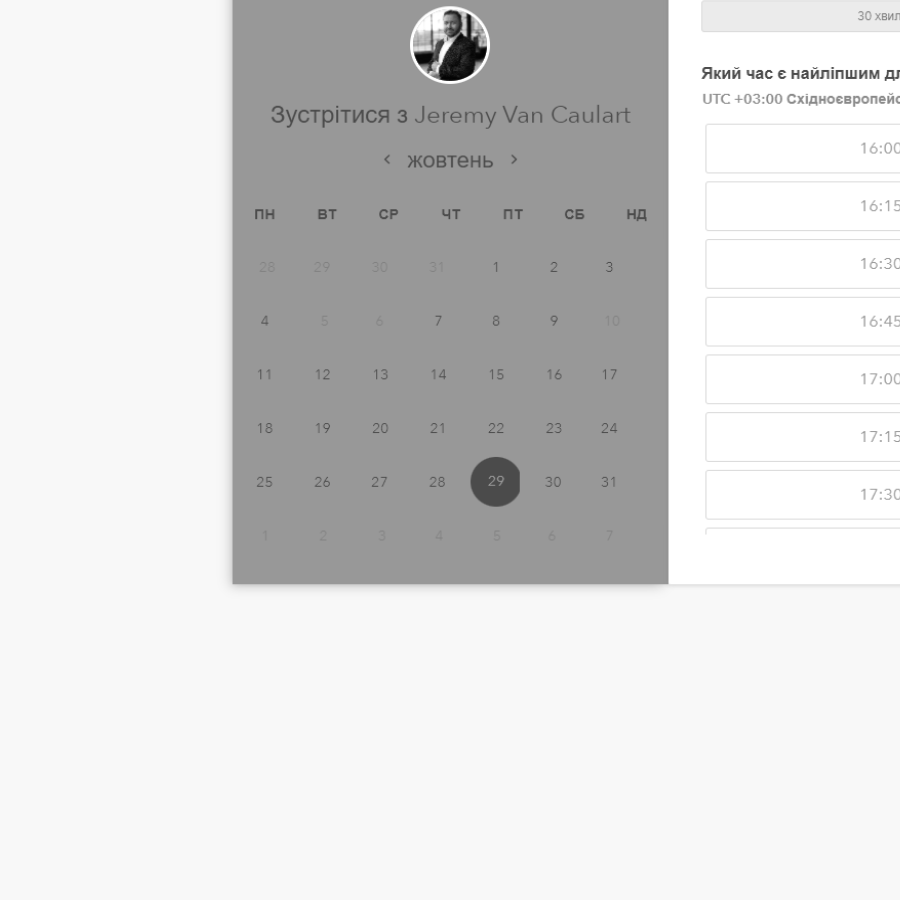 Зустрітися з Jeremy Van Caulart
жовтень
ПН ВТ СР ЧТ ПТ СБ НД
28 29 30 31 1 2 3
4 5 6 7 8 9 10
11 12 13 14 15 16 17
18 19 20 21 22 23 24
25 26 27 28 29 30 31
1 2 3 4 5 6 7
30
Який час є найліпшим
UTC +03:00
16:00
16:15
16:30
16:45
17:00
17:15
17:30